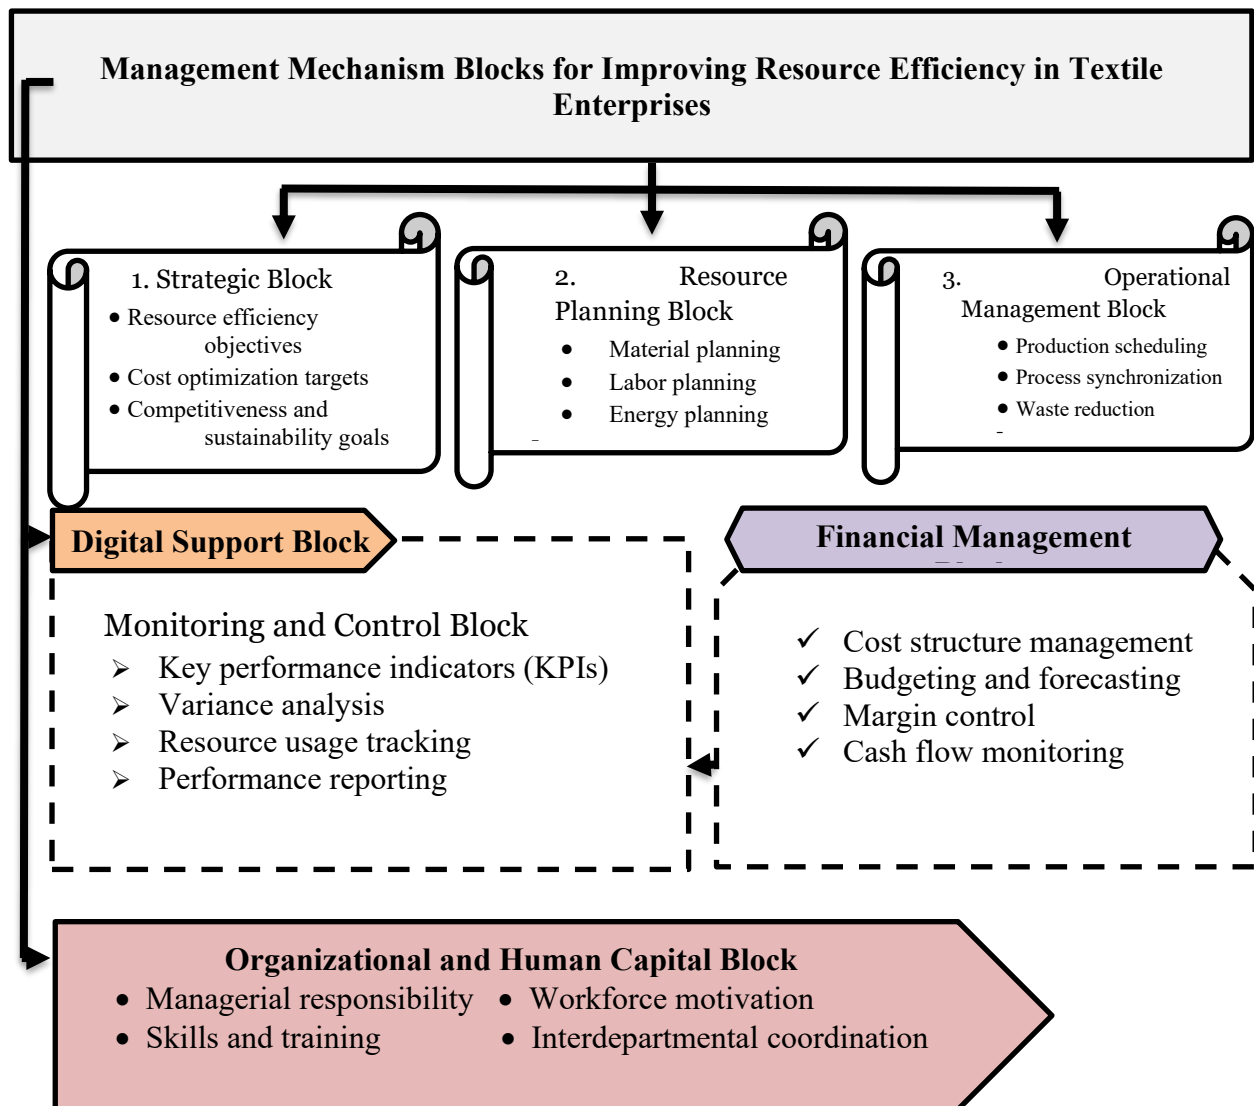 Management Mechanism Blocks for Improving Resource Efficiency in Textile
Enterprises
1. Strategic Block
• Resource efficiency
objectives
• Cost optimization targets
• Competitiveness and
sustainability goals
2. Resource
Planning Block
• Material planning
• Labor planning
• Energy planning
3. Operational
Management Block
• Production scheduling
• Process synchronization
• Waste reduction
Digital Support Block
Monitoring and Control Block
➢ Key performance indicators (KPIs)
➢ Variance analysis
➢ Resource usage tracking
➢ Performance reporting
Financial Management
✓ Cost structure management
✓ Budgeting and forecasting
✓ Margin control
✓ Cash flow monitoring
Organizational and Human Capital Block
• Managerial responsibility • Workforce motivation
• Skills and training • Interdepartmental coordination